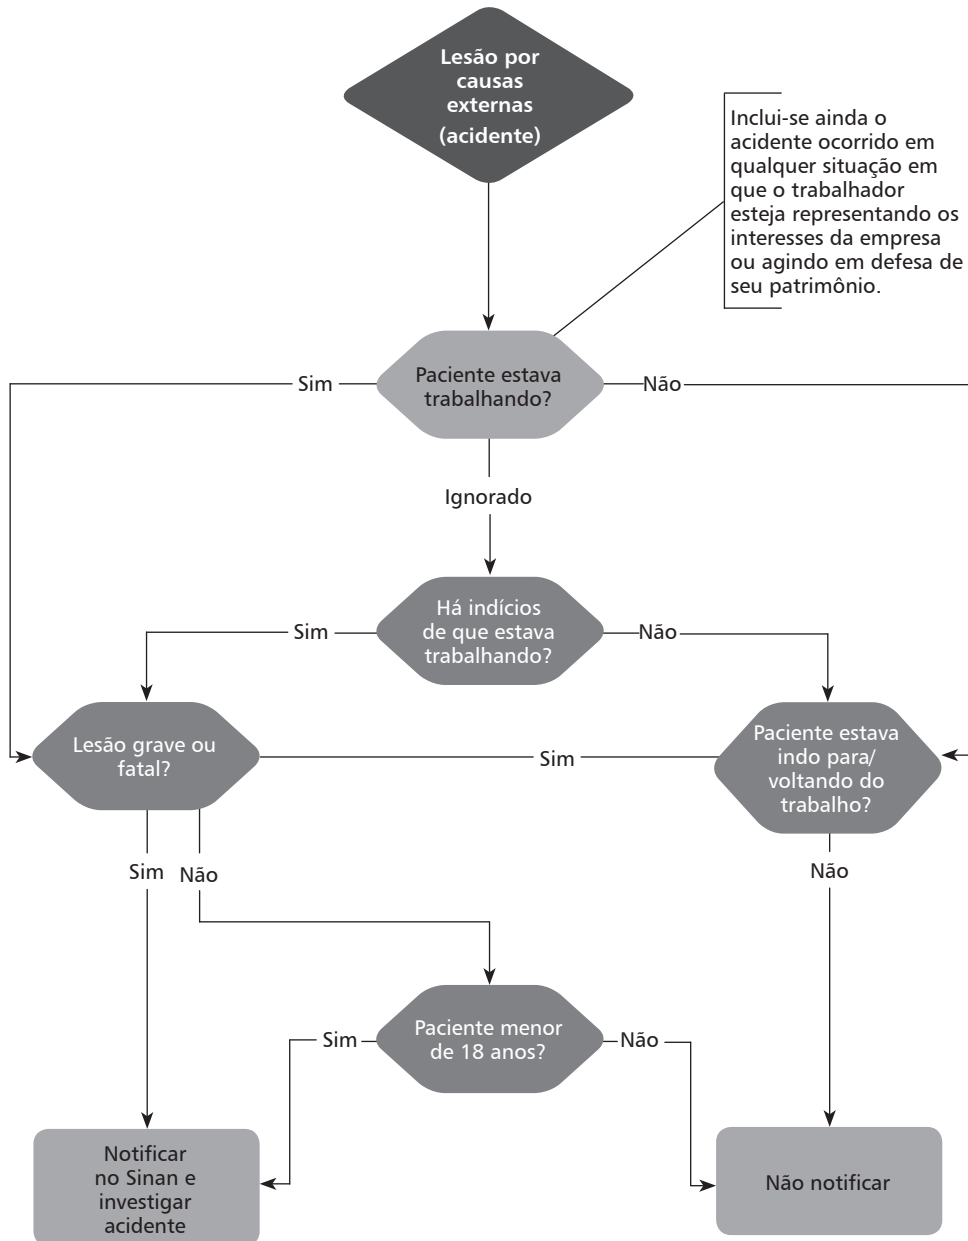 Lesão por
causas
externas
(acidente)
Inclui-se ainda o
acidente ocorrido em
qualquer situação em
que o trabalhador
esteja representando os
interesses da empresa
ou agindo em defesa de
seu patrimônio.
Sim
Paciente estava
trabalhando?
Não
Ignorado
Sim
Há indícios
de que estava
trabalhando?
Não
Lesão grave ou
fatal?
Sim
Paciente estava
indo para/
voltando do
trabalho?
Sim
Não
Não
Sim
Paciente menor
de 18 anos?
Não
Notificar
no Sinan e
investigar
acidente
Não notificar